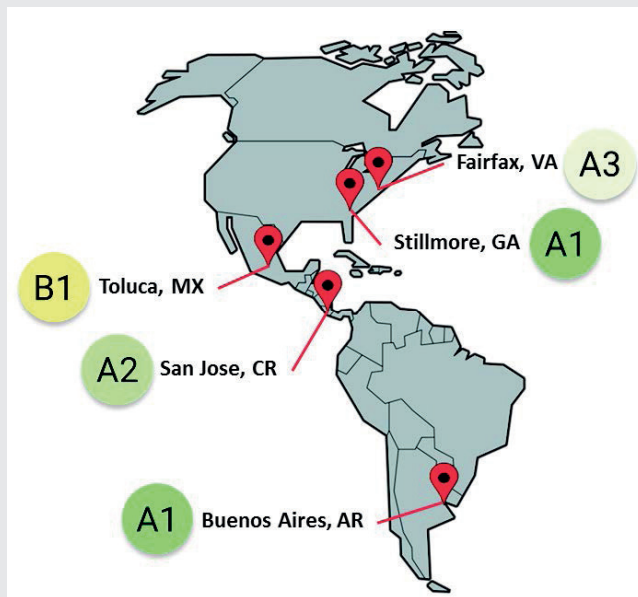 Fairfax, VA A3
Stillmore, GA A1
B1 Toluca, MX
A2 San Jose, CR
A1 Buenos Aires, AR